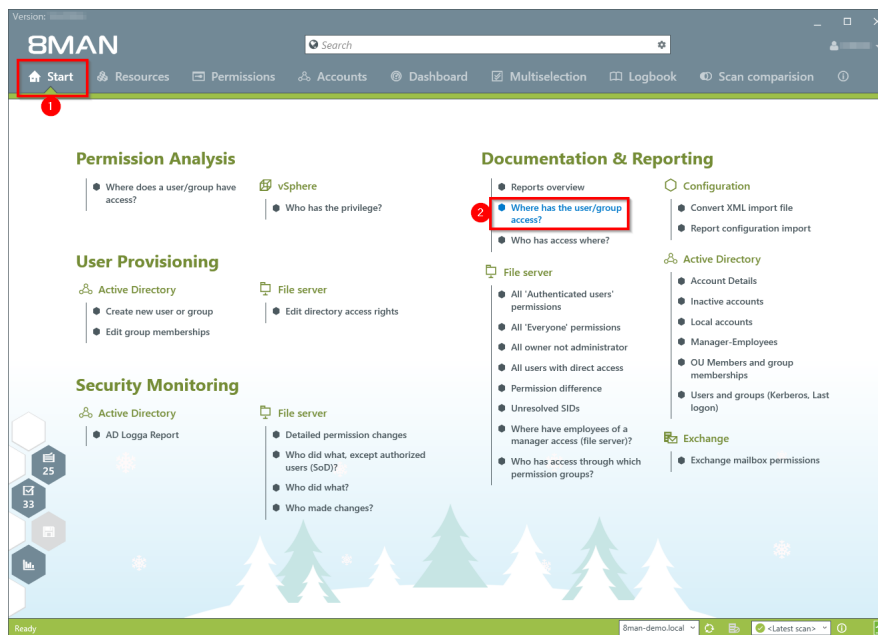 Version:
8MAN
Search
Start
Resources
Permissions
Accounts
Dashboard
Multiselection
Logbook
Scan comparision
1
Permission Analysis
Where does a user/group have
access?
vSphere
Who has the privilege?
User Provisioning
Active Directory
Create new user or group
Edit group memberships
File server
Edit directory access rights
Security Monitoring
Active Directory
AD Logga Report
File server
Detailed permission changes
Who did what, except authorized
users (SoD)?
Who did what?
Who made changes?
Documentation & Reporting
Reports overview
2
Where has the user/group
access?
Who has access where?
File server
All 'Authenticated users'
permissions
All 'Everyone' permissions
All owner not administrator
All users with direct access
Permission difference
Unresolved SIDs
Where have employees of a
manager access (file server)?
Who has access through which
permission groups?
Configuration
Convert XML import file
Report configuration import
Active Directory
Account Details
Inactive accounts
Local accounts
Manager-Employees
OU Members and group
memberships
Users and groups (Kerberos, Last
logon)
Exchange
Exchange mailbox permissions
25
33
Ready
8man-demo.local
<Latest scan>